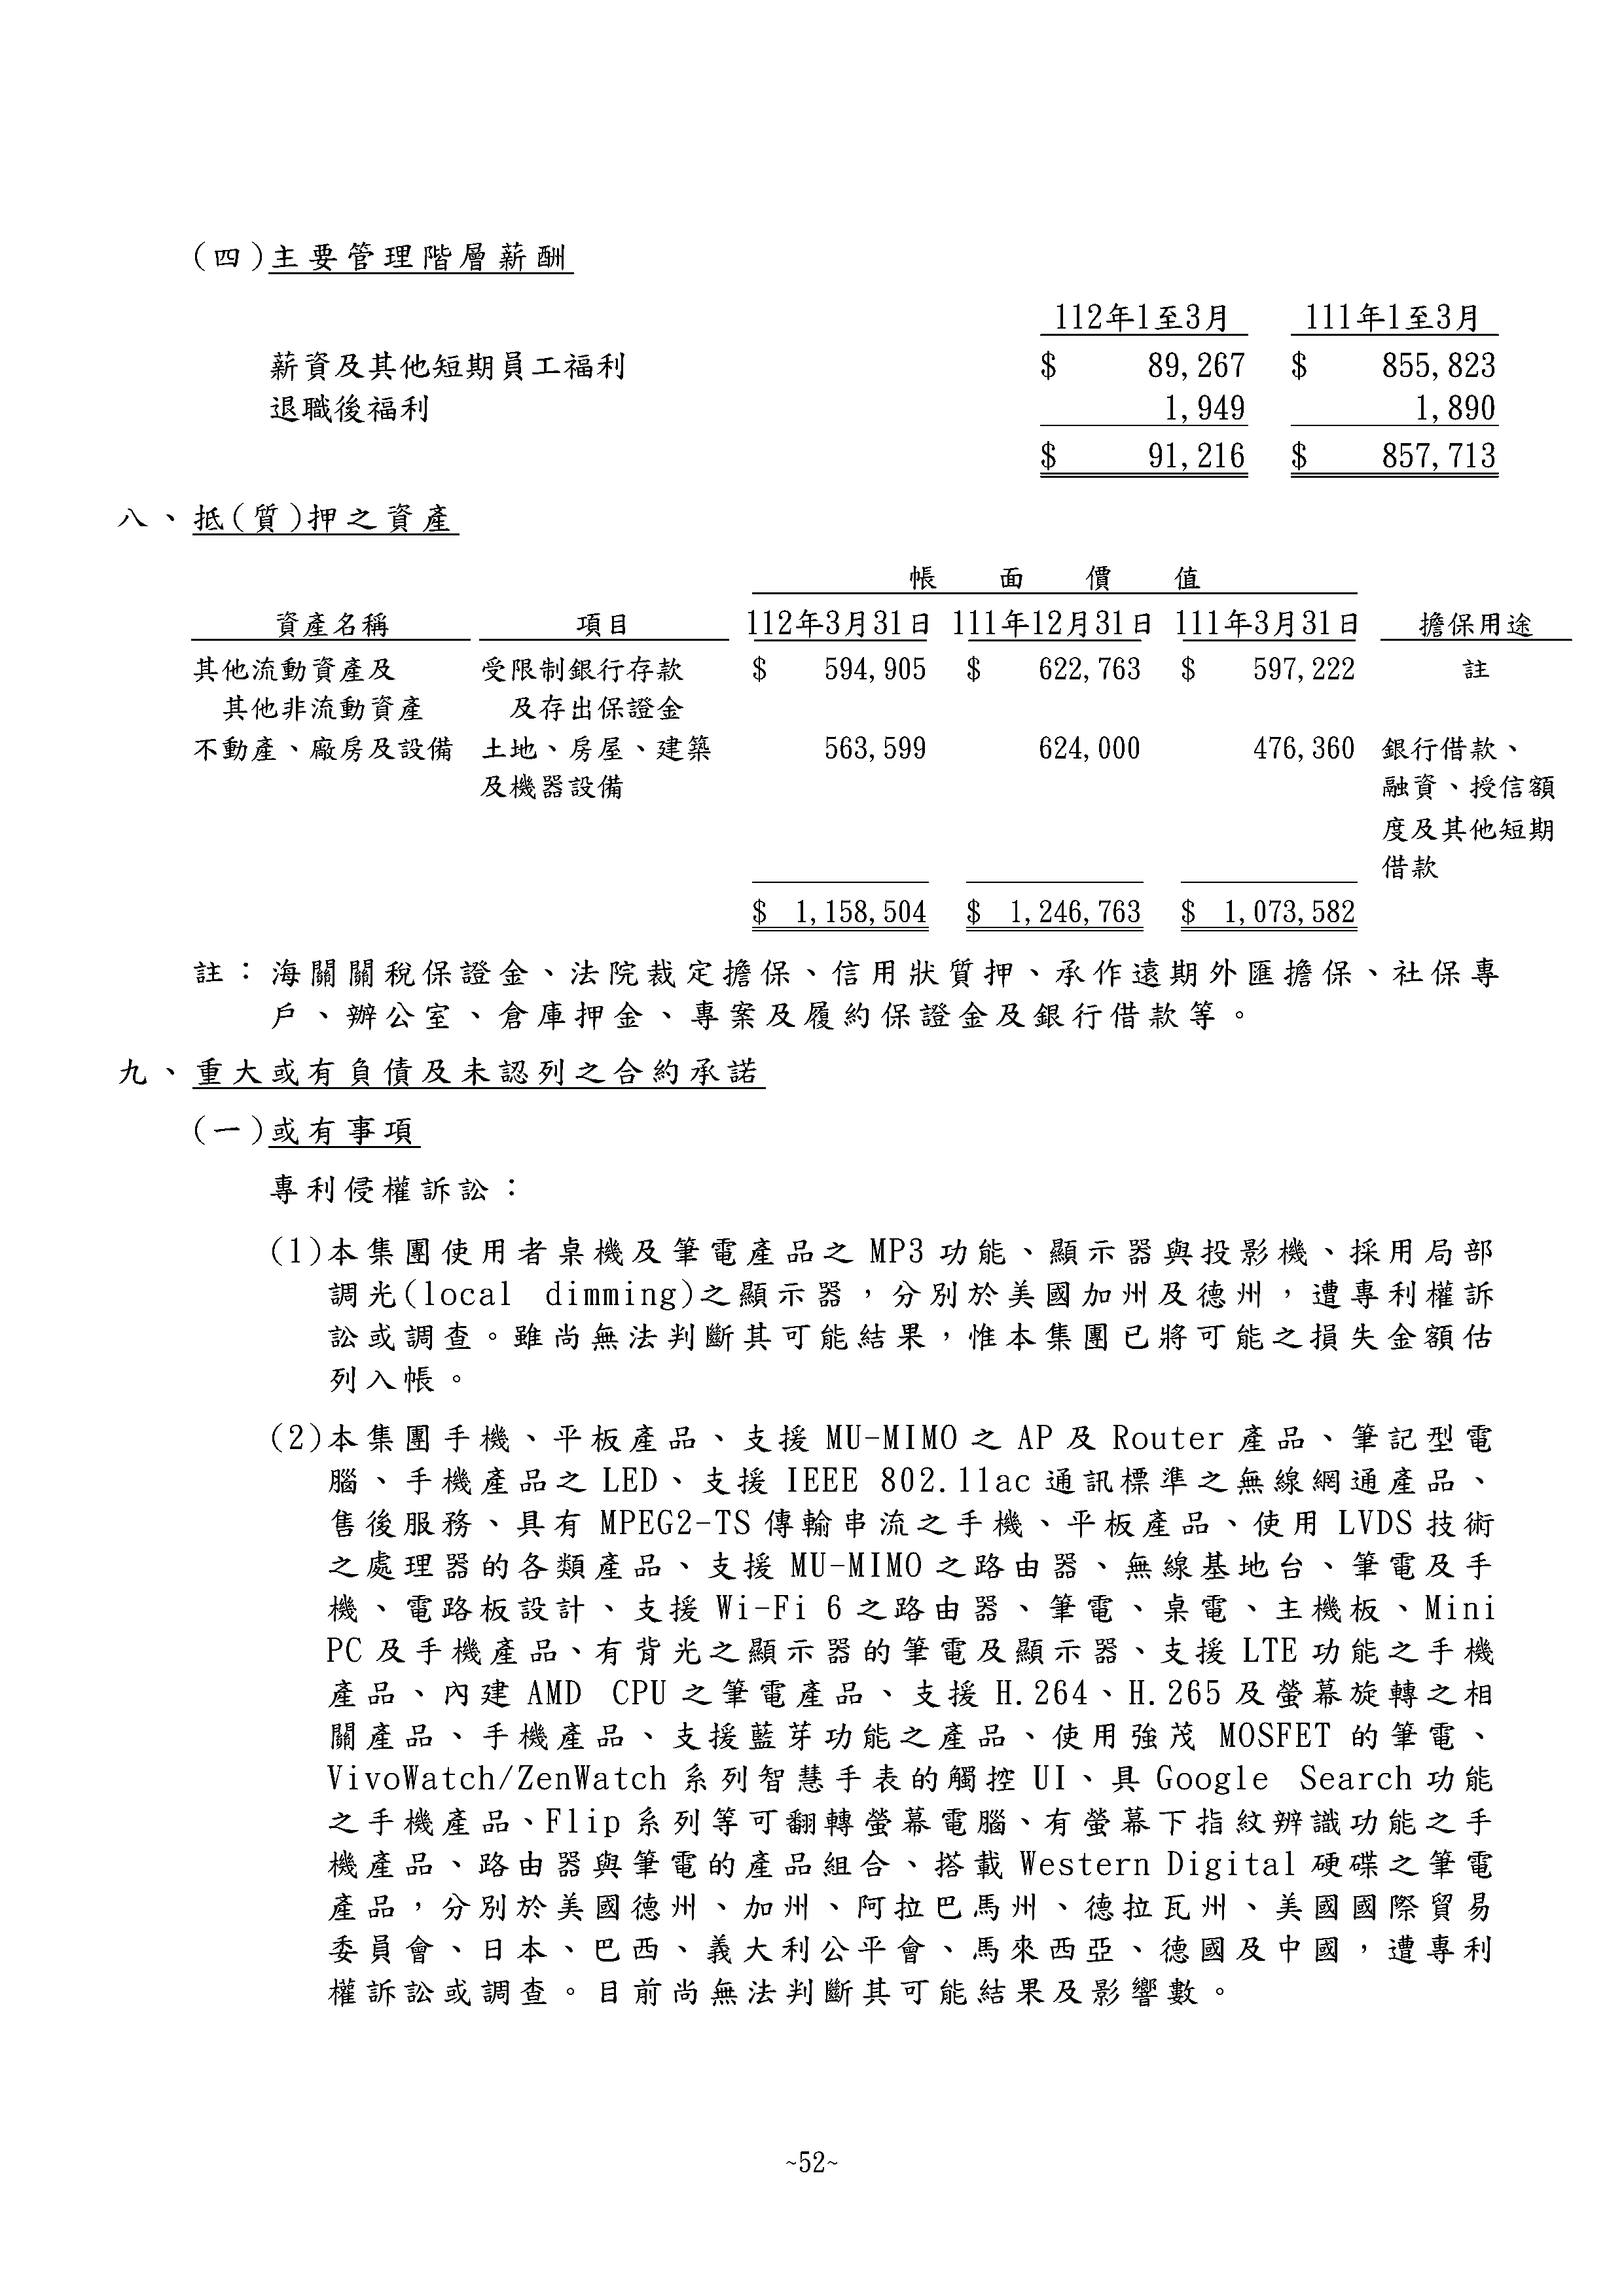 (四)主要管理階層薪酬
112年1至3月 111年1至3月
薪資及其他短期員工福利 $ 89,267 $ 855,823
退職後福利 1,949 1,890
$ 91,216 $ 857,713
八、抵(質)押之資產
帳面價值
資產名稱 項目 112年3月31日 111年12月31日 111年3月31日 擔保用途
其他流動資產及 受限制銀行存款 $ 594,905 $ 622,763 $ 597,222 註
其他非流動資產 及存出保證金
不動產、廠房及設備 土地、房屋、建築 563,599 624,000 476,360 銀行借款、
及機器設備 融資、授信額
度及其他短期
借款
$ 1,158,504 $ 1,246,763 $ 1,073,582
註：海關關稅保證金、法院裁定擔保、信用狀質押、承作遠期外匯擔保、社保專
戶、辦公室、倉庫押金、專案及履約保證金及銀行借款等。
九、重大或有負債及未認列之合約承諾
(一)或有事項
專利侵權訴訟：
(1)本集團使用者桌機及筆電產品之 MP3 功能、顯示器與投影機、採用局部
調光(local dimming)之顯示器，分別於美國加州及德州，遭專利權訴
訟或調查。雖尚無法判斷其可能結果，惟本集團已將可能之損失金額估
列入帳。
(2)本集團手機、平板產品、支援 MU-MIMO 之 AP 及 Router 產品、筆記型電
腦、手機產品之 LED、支援 IEEE 802.11ac 通訊標準之無線網通產品、
售後服務、具有 MPEG2-TS 傳輸串流之手機、平板產品、使用 LVDS 技術
之處理器的各類產品、支援 MU-MIMO 之路由器、無線基地台、筆電及手
機、電路板設計、支援 Wi-Fi 6 之路由器、筆電、桌電、主機板、Mini
PC 及手機產品、有背光之顯示器的筆電及顯示器、支援 LTE 功能之手機
產品、內建 AMD CPU 之筆電產品、支援 H.264、H.265 及螢幕旋轉之相
關產品、手機產品、支援藍芽功能之產品、使用強茂 MOSFET 的筆電、
VivoWatch/ZenWatch 系列智慧手表的觸控 UI、具 Google Search 功能
之手機產品、Flip 系列等可翻轉螢幕電腦、有螢幕下指紋辨識功能之手
機產品、路由器與筆電的產品組合、搭載 Western Digital 硬碟之筆電
產品，分別於美國德州、加州、阿拉巴馬州、德拉瓦州、美國國際貿易
委員會、日本、巴西、義大利公平會、馬來西亞、德國及中國，遭專利
權訴訟或調查。目前尚無法判斷其可能結果及影響數。
~52~